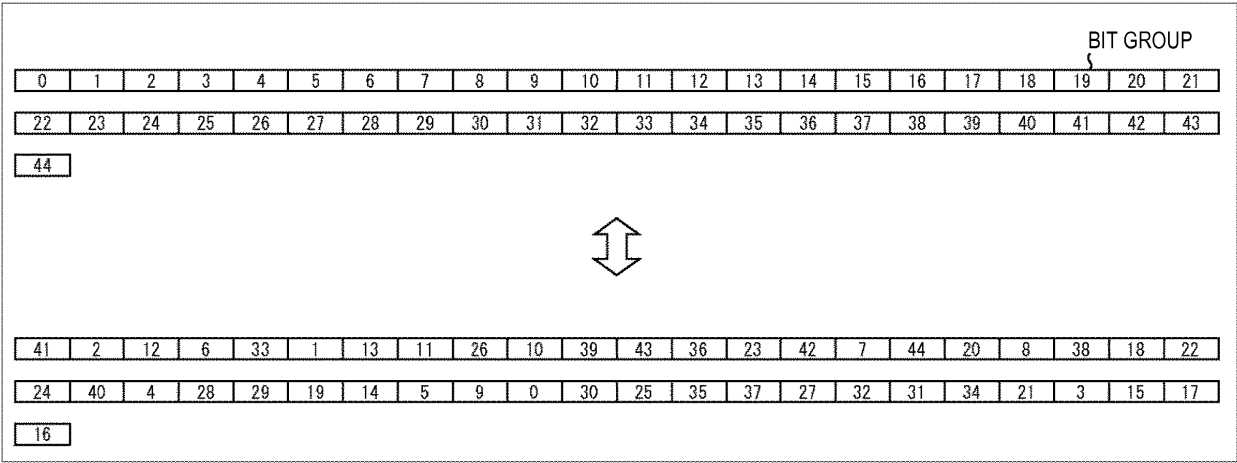 BIT GROUP
0 1 2 3 4 5 6 7 8 9 10 11 12 13 14 15 16 17 18 19 20 21
22 23 24 25 26 27 28 29 30 31 32 33 34 35 36 37 38 39 40 41 42 43
44
41 2 12 6 33 1 13 11 26 10 39 43 36 23 42 7 44 20 8 38 18 22
24 40 4 28 29 19 14 5 9 0 30 25 35 37 27 32 31 34 21 3 15 17
16